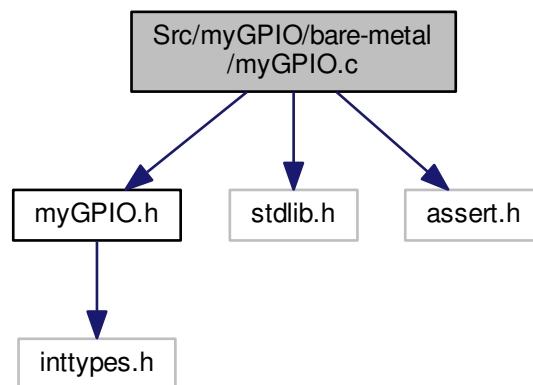 Src/myGPIO/bare-metal
/myGPIO.c
myGPIO.h
stdlib.h
assert.h
inttypes.h